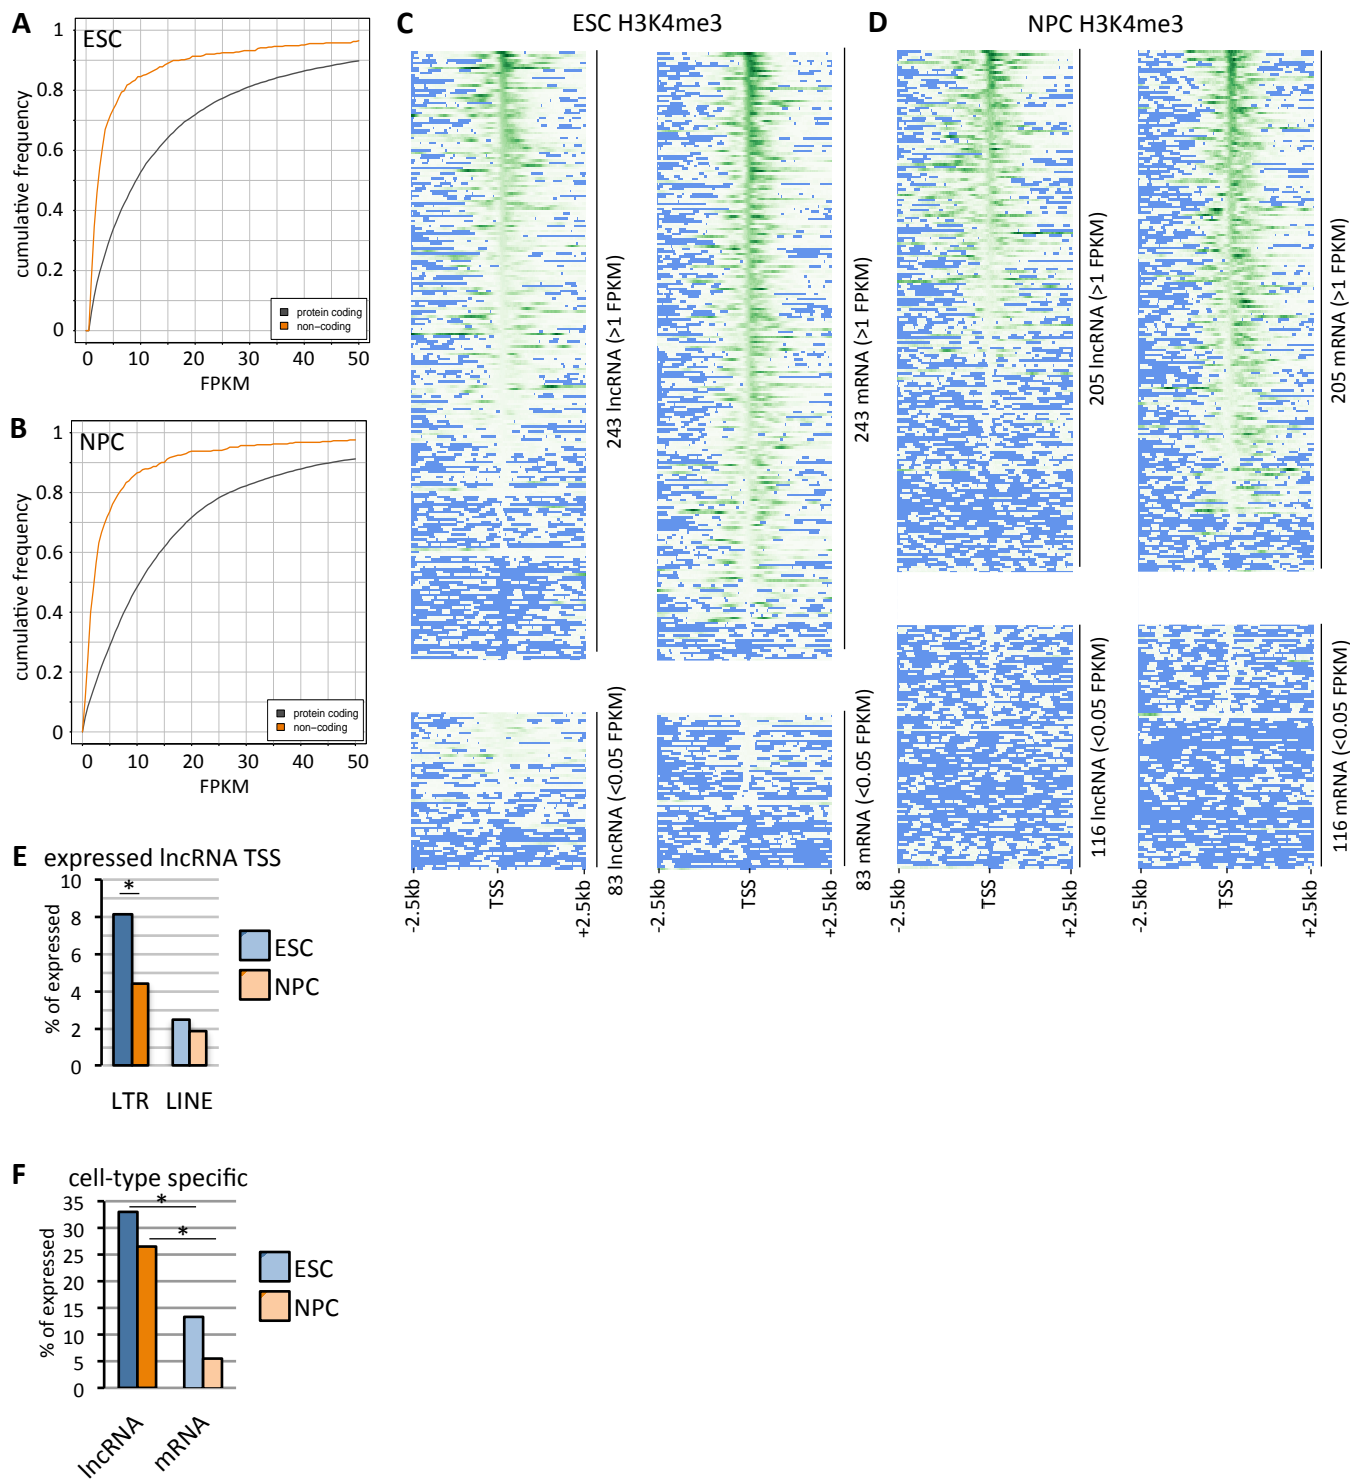 A
ESC
1
0.8
0.6
0.4
0.2
0
cumulative frequency
protein coding
non−coding
0 10 20 30 40 50
FPKM
B
NPC
1
0.8
0.6
0.4
0.2
0
cumulative frequency
protein coding
non−coding
0 10 20 30 40 50
FPKM
C
ESC H3K4me3
243 lncRNA (>1 FPKM)
243 mRNA (>1 FPKM)
83 lncRNA (<0.05 FPKM)
83 mRNA (<0.05 FPKM)
-2.5kb TSS +2.5kb
-2.5kb TSS +2.5kb
D
NPC H3K4me3
205 lncRNA (>1 FPKM)
205 mRNA (>1 FPKM)
116 lncRNA (<0.05 FPKM)
116 mRNA (<0.05 FPKM)
-2.5kb TSS +2.5kb
-2.5kb TSS +2.5kb
E
expressed lncRNA TSS
10
8
6
4
2
0
% of expressed
*
ESC
NPC
LTR LINE
F
cell-type specific
35
30
25
20
15
10
5
0
% of expressed
*
*
ESC
NPC
lncRNA mRNA